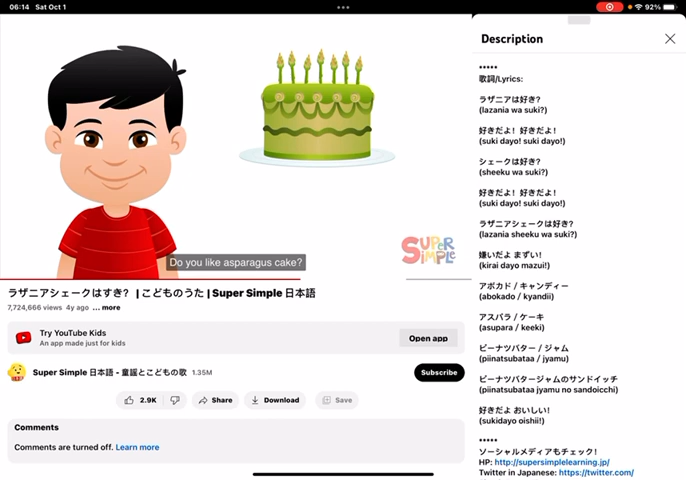 06:14 Sat Oct 1
92%
Do you like asparagus cake?
SUPER
SIMPLE
ラザニアシェークはすき？ | こどものうた | Super Simple 日本語
7,724,666 views 4y ago ... more
Try YouTube Kids
An app made just for kids
Open app
Super Simple 日本語 - 童謡とこどもの歌 1.35M
Subscribe
2.9K
Share
Download
Save
Comments
Comments are turned off. Learn more
Description
*****
歌詞/Lyrics:
ラザニアは好き？
(lazania wa suki?)
好きだよ！好きだよ！
(suki dayo! suki dayo!)
シェークは好き？
(sheeku wa suki?)
好きだよ！好きだよ！
(suki dayo! suki dayo!)
ラザニアシェークは好き？
(lazania sheeku wa suki?)
嫌いだよ まずい！
(kirai dayo mazui!)
アボカド / キャンディー
(abokado / kyandii)
アスパラ / ケーキ
(asupara / keeki)
ピーナツバター / ジャム
(piinatsubataa / jyamu)
ピーナツバタージャムのサンドイッチ
(piinatsubataa jyamu no sandoicchi)
好きだよ おいしい！
(sukidayo oishii!)
*****
ソーシャルメディアもチェック！
HP: http://supersimplelearning.jp/
Twitter in Japanese: https://twitter.com/